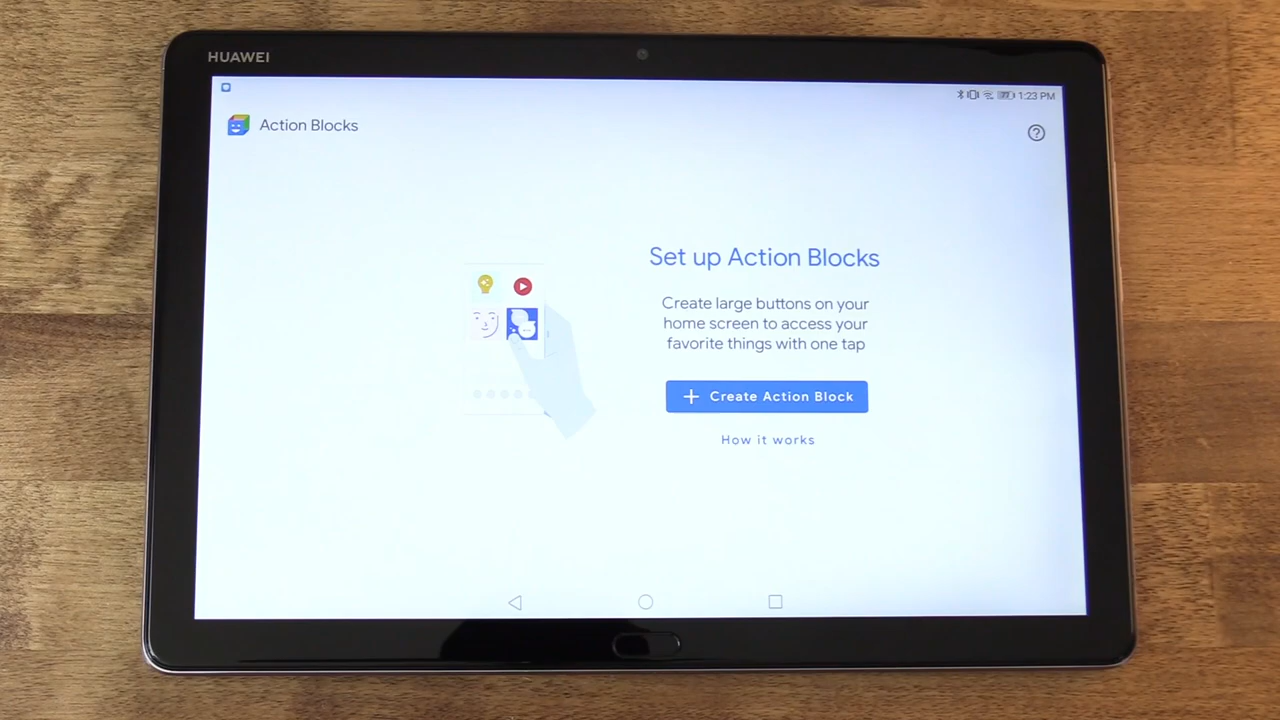 HUAWEI
1:23 PM
Action Blocks
Set up Action Blocks
Create large buttons on your
home screen to access your
favorite things with one tap
+ Create Action Block
How it works